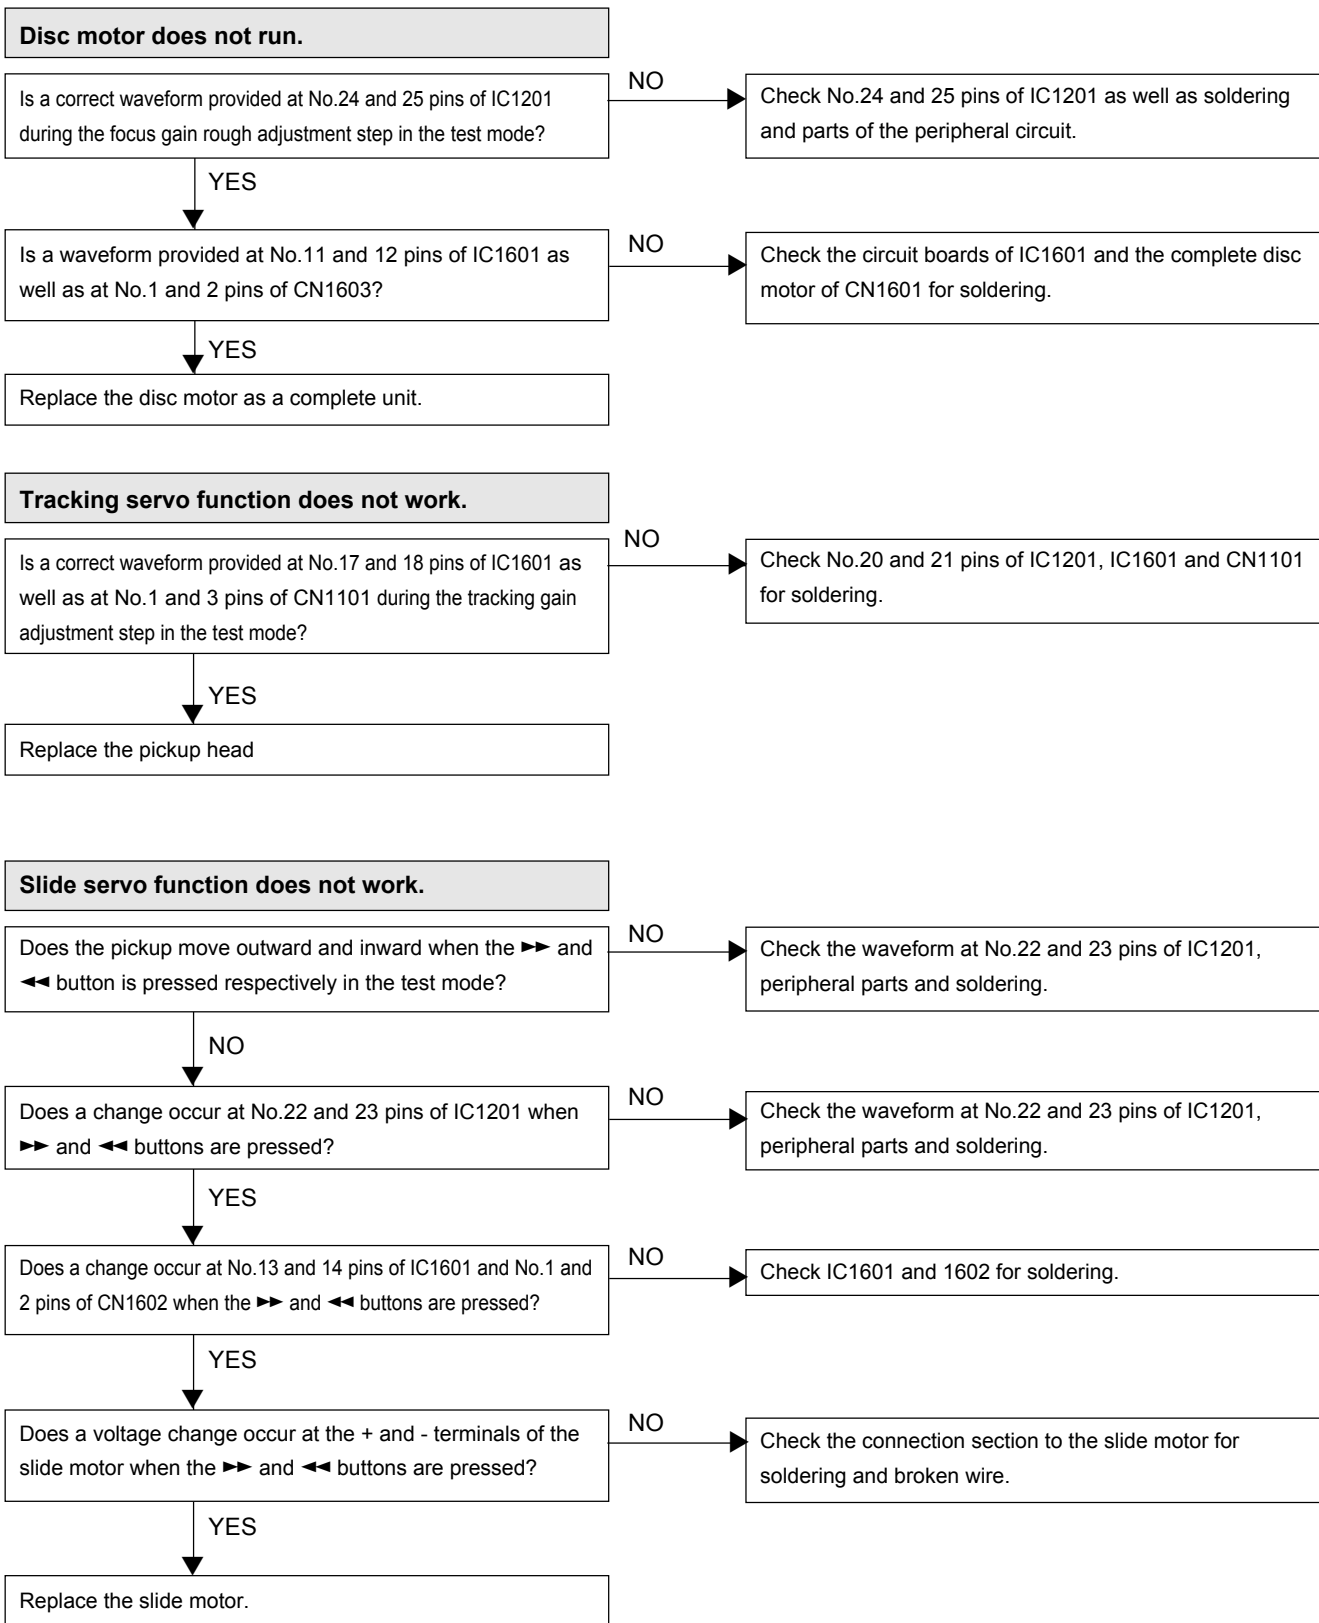 Disc motor does not run.
Is a correct waveform provided at No.24 and 25 pins of IC1201
during the focus gain rough adjustment step in the test mode?
NO
Check No.24 and 25 pins of IC1201 as well as soldering
and parts of the peripheral circuit.
YES
Is a waveform provided at No.11 and 12 pins of IC1601 as
well as at No.1 and 2 pins of CN1603?
NO
Check the circuit boards of IC1601 and the complete disc
motor of CN1601 for soldering.
YES
Replace the disc motor as a complete unit.
Tracking servo function does not work.
Is a correct waveform provided at No.17 and 18 pins of IC1601 as
well as at No.1 and 3 pins of CN1101 during the tracking gain
adjustment step in the test mode?
NO
Check No.20 and 21 pins of IC1201, IC1601 and CN1101
for soldering.
YES
Replace the pickup head
Slide servo function does not work.
Does the pickup move outward and inward when the ►► and
◄◄ button is pressed respectively in the test mode?
NO
Check the waveform at No.22 and 23 pins of IC1201,
peripheral parts and soldering.
NO
Does a change occur at No.22 and 23 pins of IC1201 when
►► and ◄◄ buttons are pressed?
NO
Check the waveform at No.22 and 23 pins of IC1201,
peripheral parts and soldering.
YES
Does a change occur at No.13 and 14 pins of IC1601 and No.1 and
2 pins of CN1602 when the ►► and ◄◄ buttons are pressed?
NO
Check IC1601 and 1602 for soldering.
YES
Does a voltage change occur at the + and - terminals of the
slide motor when the ►► and ◄◄ buttons are pressed?
NO
Check the connection section to the slide motor for
soldering and broken wire.
YES
Replace the slide motor.